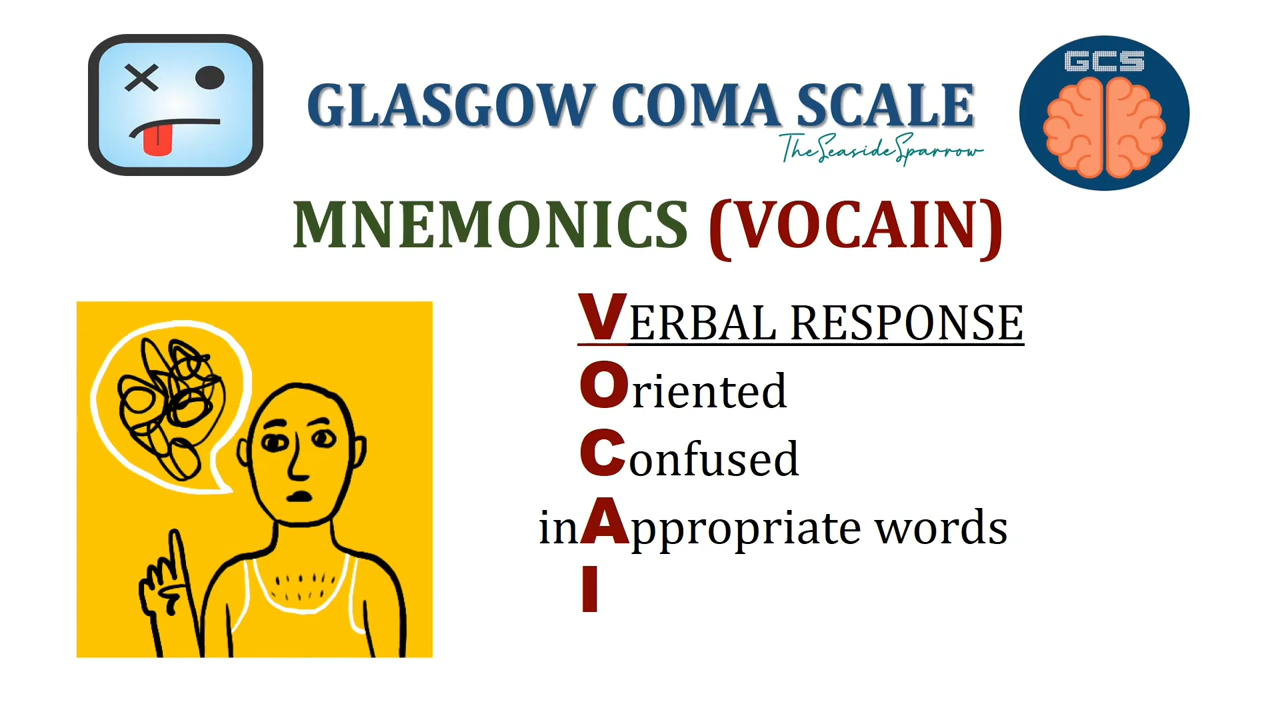 GCS
GLASGOW COMA SCALE
TheSeasideSparrow
MNEMONICS (VOCAIN)
VERBAL RESPONSE
Oriented
Confused
inAppropriate words
I